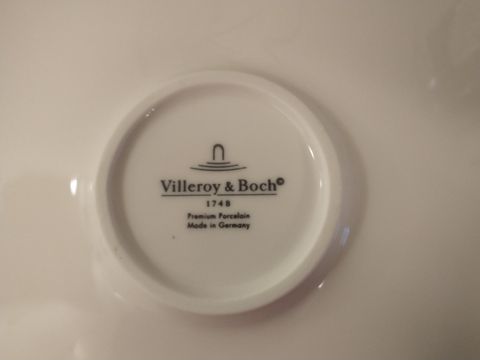 Villeroy & Boch©
1748
Premium Porcelain
Made in Germany